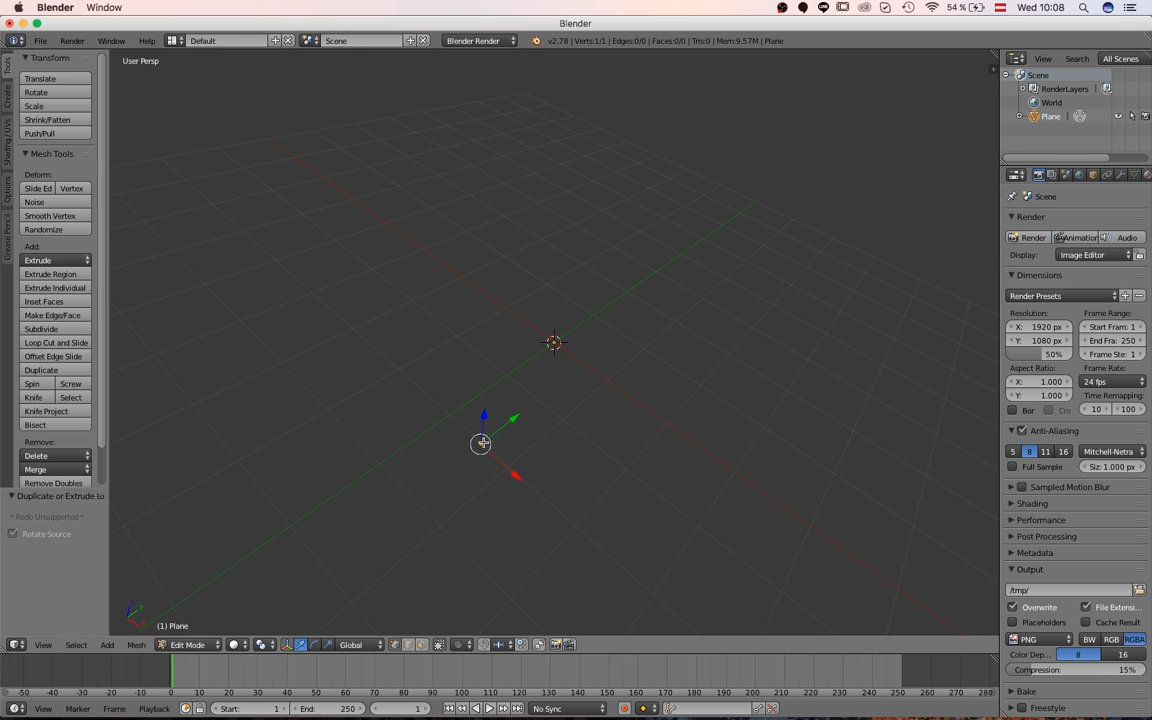 Blender Window 54 % Wed 10:08
Blender
File Render Window Help Default Scene Blender Render v2.78 | Verts:1/1 | Edges:0/0 | Faces:0/0 | Tris:0 | Mem:9.57M | Plane
Tools
Create
Shading / UVs
Options
Grease Pencil
Transform
Translate
Rotate
Scale
Shrink/Fatten
Push/Pull
Mesh Tools
Deform:
Slide Ed Vertex
Noise
Smooth Vertex
Randomize
Add:
Extrude
Extrude Region
Extrude Individual
Inset Faces
Make Edge/Face
Subdivide
Loop Cut and Slide
Offset Edge Slide
Duplicate
Spin Screw
Knife Select
Knife Project
Bisect
Remove:
Delete
Merge
Remove Doubles
Duplicate or Extrude to
* Redo Unsupported *
Rotate Source
User Persp
(1) Plane
View Search All Scenes
Scene
RenderLayers
World
Plane
Scene
Render
Render Animation Audio
Display: Image Editor
Dimensions
Render Presets
Resolution: Frame Range:
X: 1920 px Start Fram: 1
Y: 1080 px End Fra: 250
50% Frame Ste: 1
Aspect Ratio: Frame Rate:
X: 1.000 24 fps
Y: 1.000 Time Remapping:
Bor Cro 10 100
Anti-Aliasing
5 8 11 16 Mitchell-Netra
Full Sample Siz: 1.000 px
Sampled Motion Blur
Shading
Performance
Post Processing
Metadata
Output
/tmp/
Overwrite File Extensi...
Placeholders Cache Result
PNG BW RGB RGBA
Color Dep... 8 16
Compression: 15%
Bake
Freestyle
View Select Add Mesh Edit Mode Global
-50 -40 -30 -20 -10 0 10 20 30 40 50 60 70 80 90 100 110 120 130 140 150 160 170 180 190 200 210 220 230 240 250 260 270 280
View Marker Frame Playback Start: 1 End: 250 1 No Sync